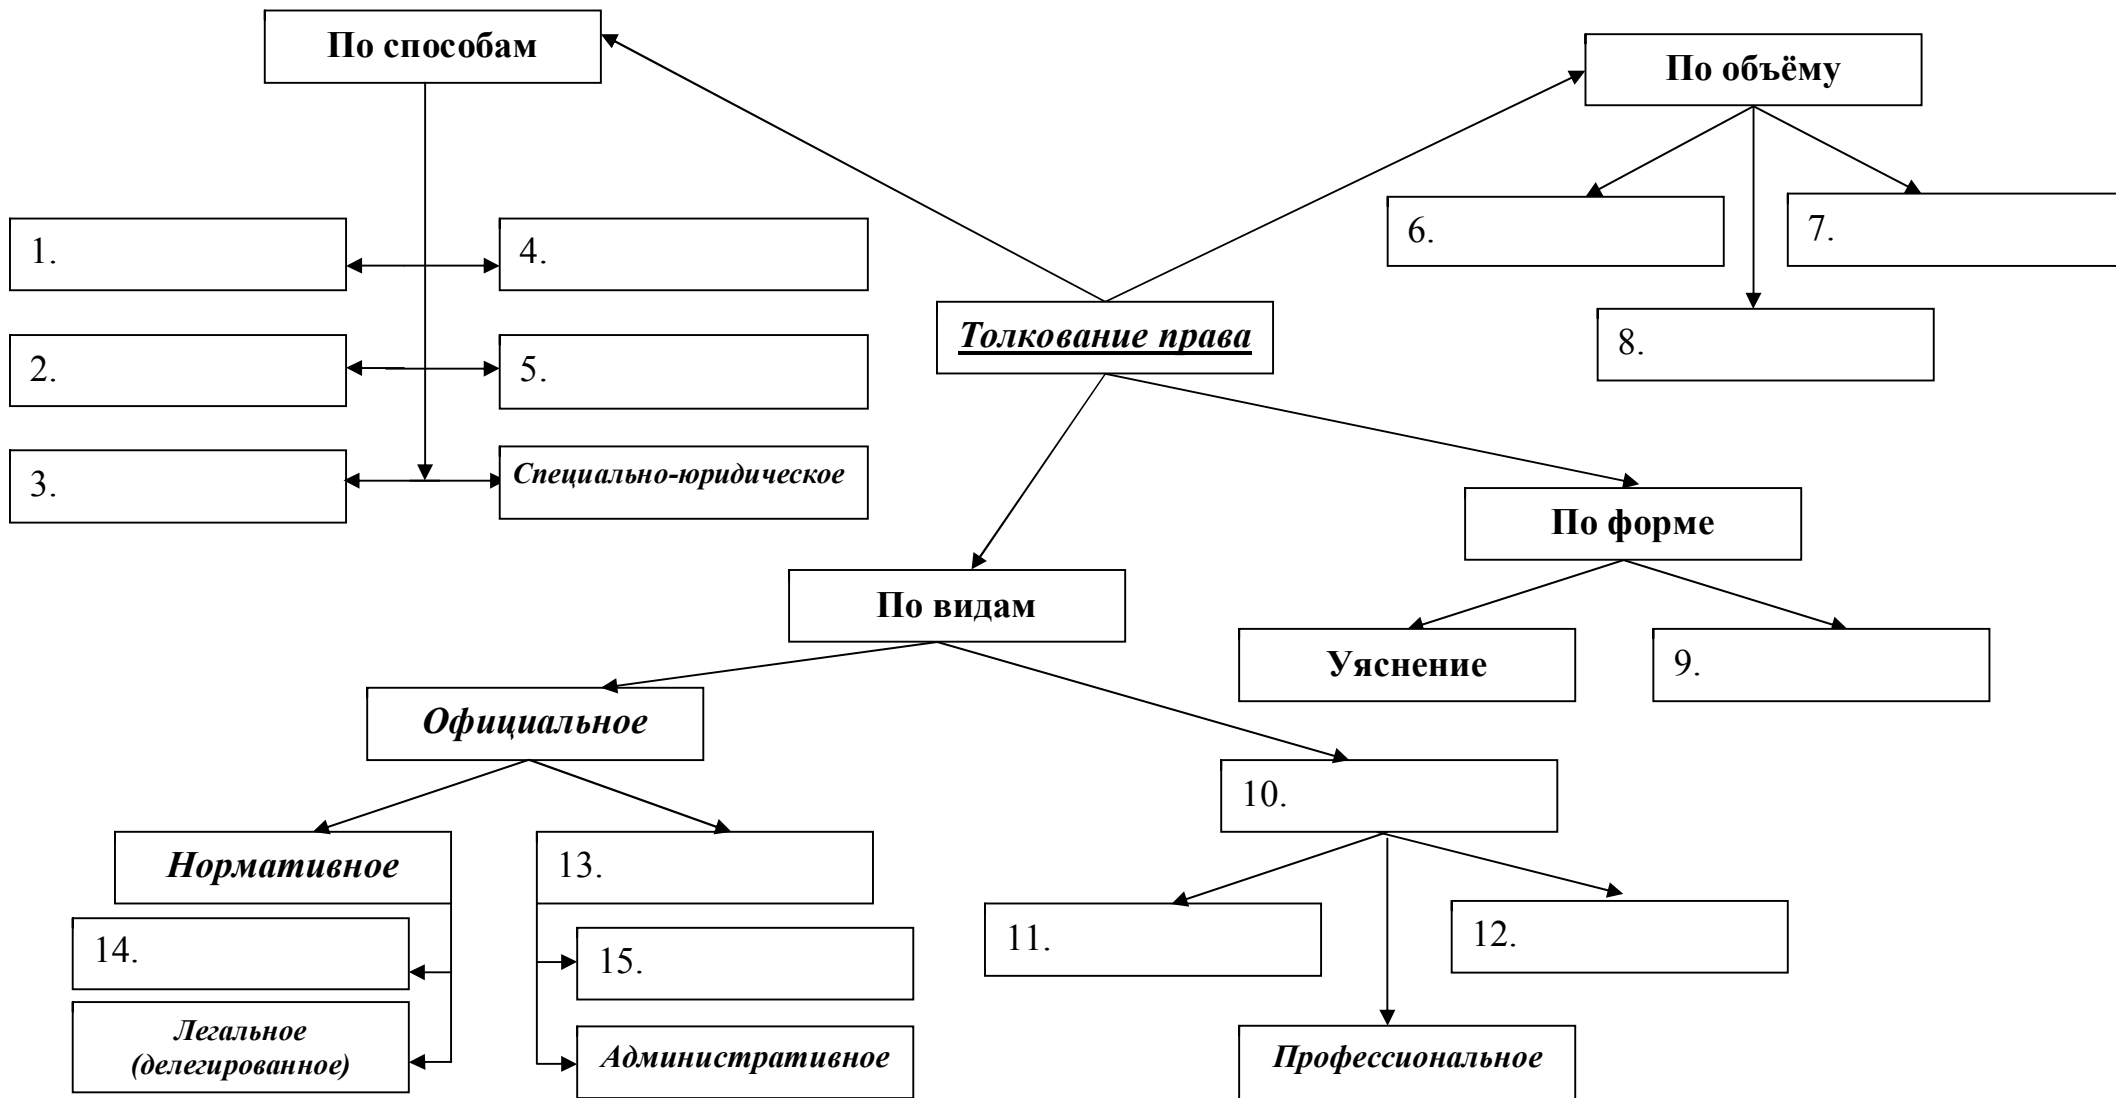 По способам
По объёму
1.
4.
6.
7.
Толкование права
8.
2.
5.
3.
Специально-юридическое
По форме
По видам
Уяснение
9.
Официальное
10.
Нормативное
13.
11.
12.
14.
15.
Легальное
(делегированное)
Административное
Профессиональное